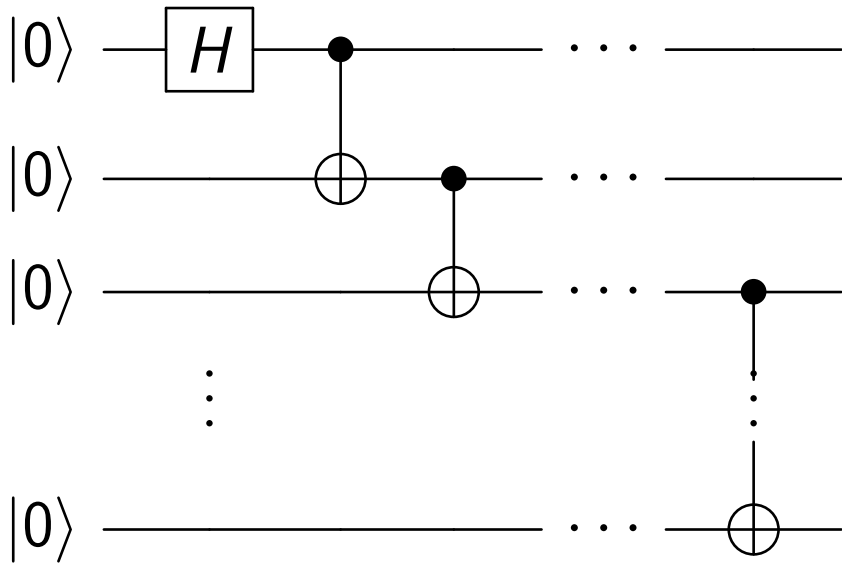 |0⟩ H · · ·
|0⟩ · · ·
|0⟩ · · ·
⋮ ⋮
|0⟩ · · ·